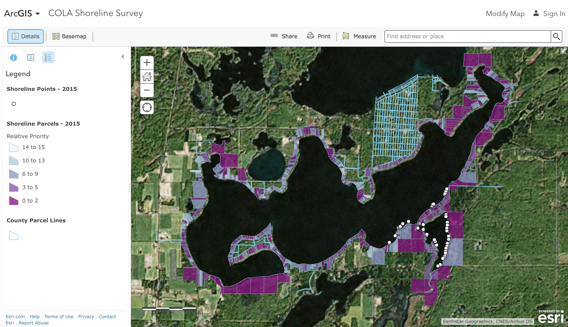 ArcGIS COLA Shoreline Survey Modify Map Sign In
Details Basemap Share Print Measure Find address or place
Legend
Shoreline Points - 2015
Shoreline Parcels - 2015
Relative Priority
14 to 15
10 to 13
6 to 9
3 to 5
0 to 2
County Parcel Lines
Esri.com Help Terms of Use Privacy Contact
Esri Report Abuse
Earthstar Geographics, CNES/Airbus DS
POWERED BY
esri